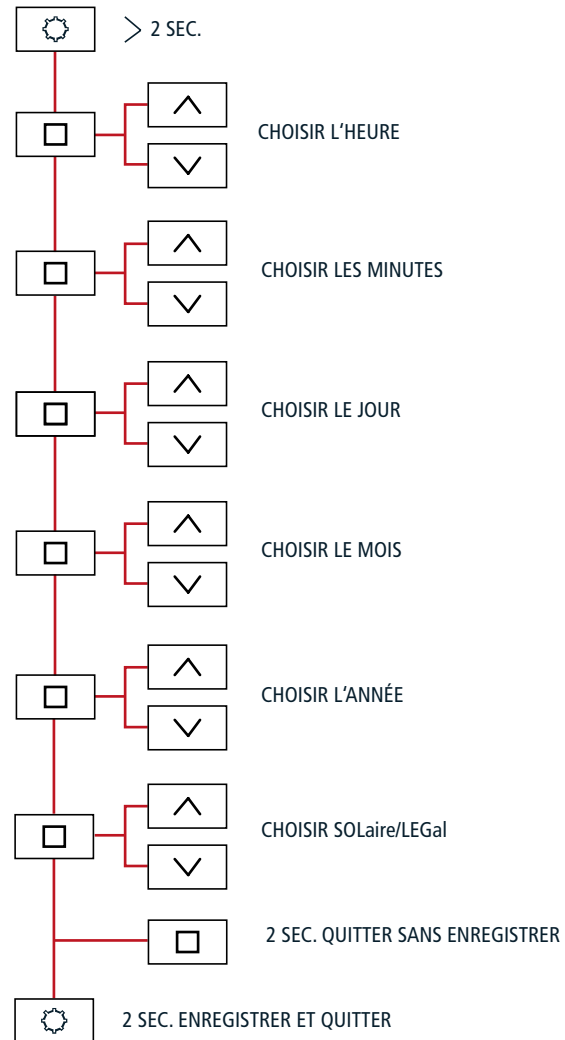 > 2 SEC.
CHOISIR L'HEURE
CHOISIR LES MINUTES
CHOISIR LE JOUR
CHOISIR LE MOIS
CHOISIR L'ANNÉE
CHOISIR SOLaire/LEGal
2 SEC. QUITTER SANS ENREGISTRER
2 SEC. ENREGISTRER ET QUITTER